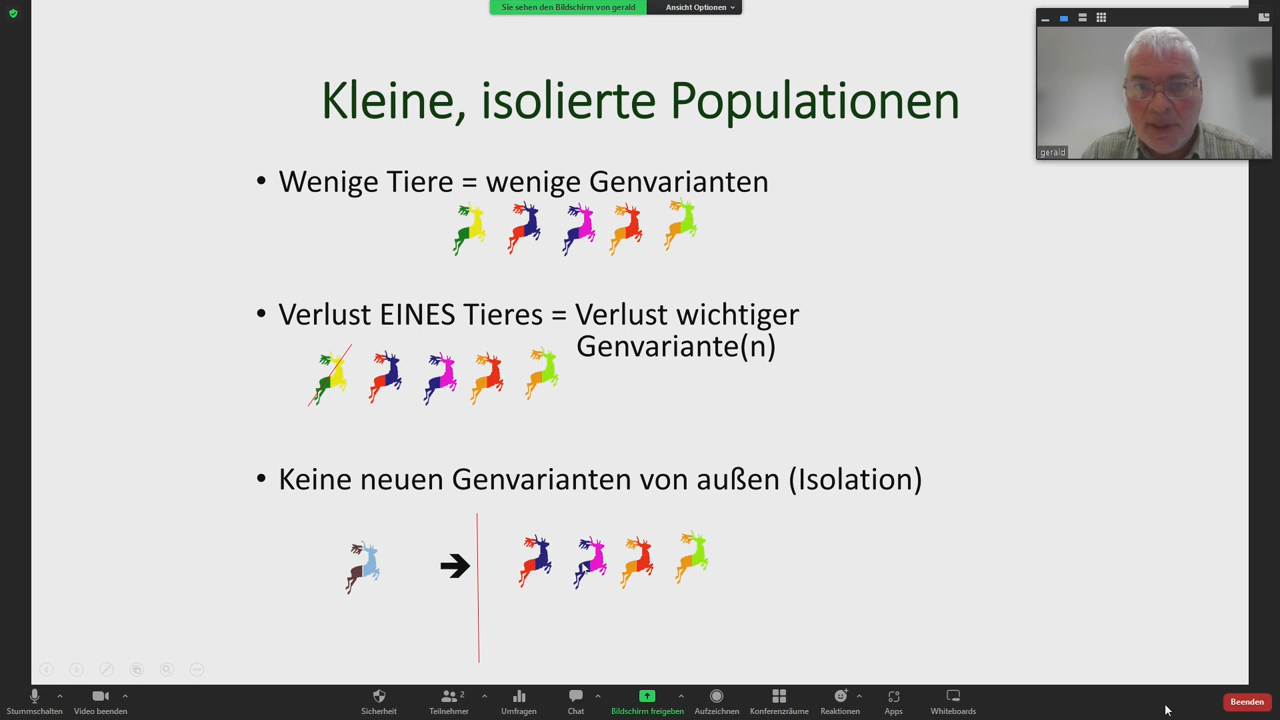 Sie sehen den Bildschirm von gerald
Ansicht Optionen
gerald
Kleine, isolierte Populationen
• Wenige Tiere = wenige Genvarianten
• Verlust EINES Tieres = Verlust wichtiger
Genvariante(n)
• Keine neuen Genvarianten von außen (Isolation)
Stummschalten
Video beenden
Sicherheit
2
Teilnehmer
Umfragen
Chat
Bildschirm freigeben
Aufzeichnen
Konferenzräume
Reaktionen
Apps
Whiteboards
Beenden